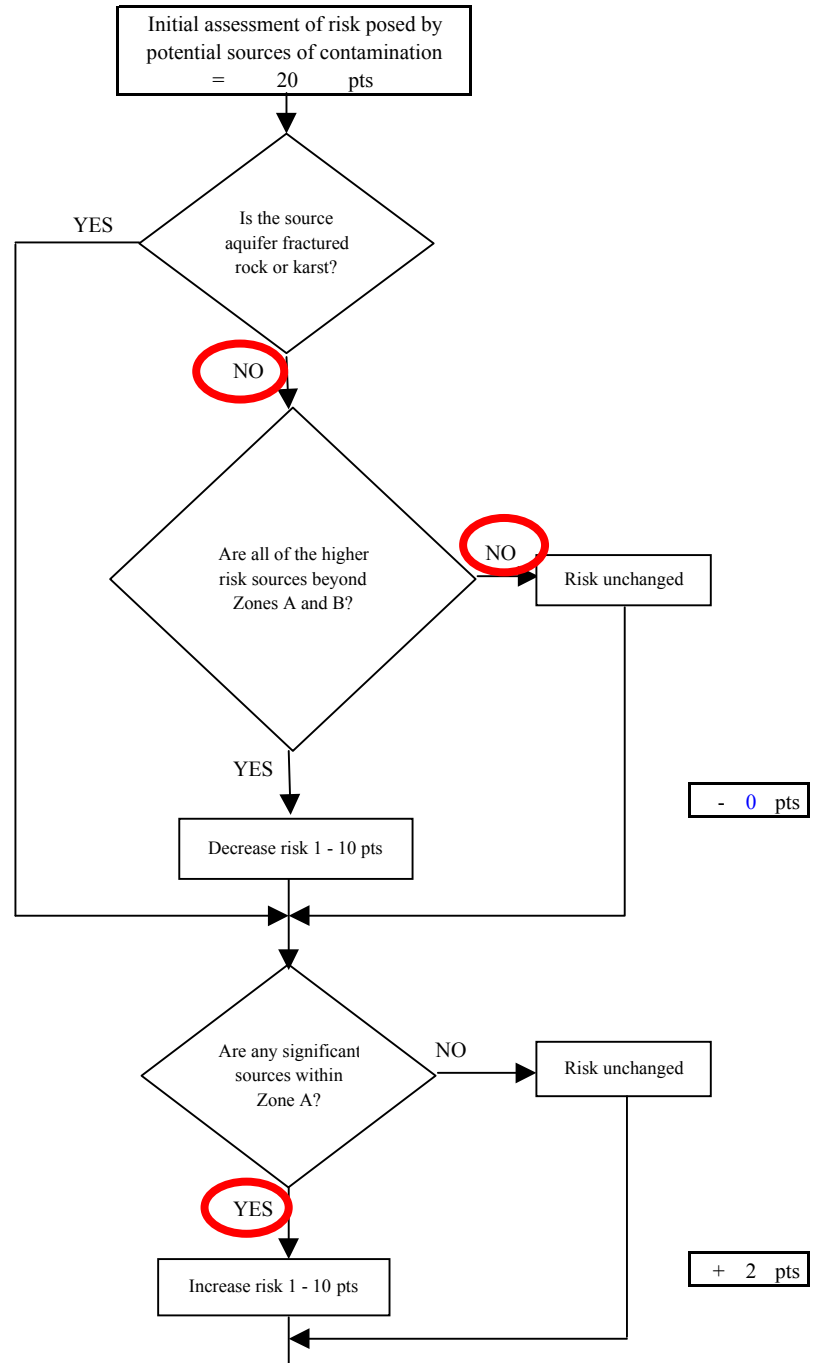 Initial assessment of risk posed by
potential sources of contamination
= 20 pts
YES
Is the source
aquifer fractured
rock or karst?
NO
Are all of the higher
risk sources beyond
Zones A and B?
NO
Risk unchanged
YES
- 0 pts
Decrease risk 1 - 10 pts
Are any significant
sources within
Zone A?
NO
Risk unchanged
YES
+ 2 pts
Increase risk 1 - 10 pts